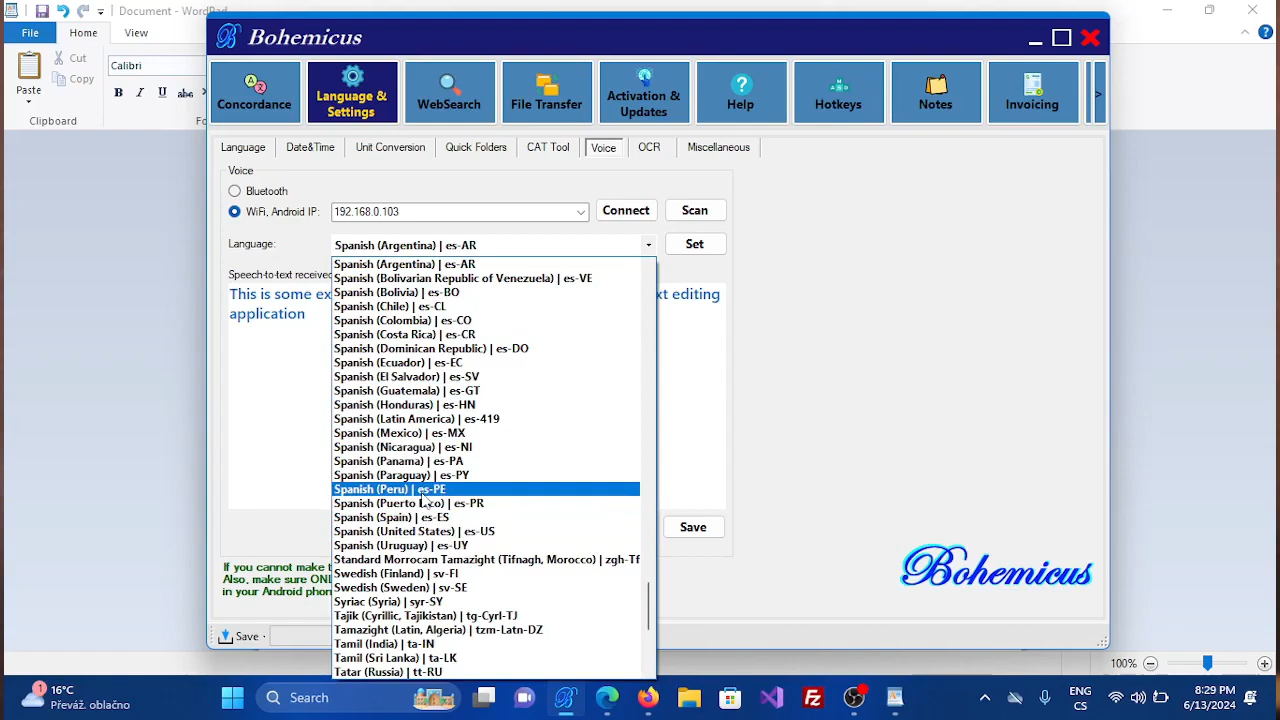 Document - WordPad
File
Home
View
Paste
Cut
Copy
Clipboard
Calibri
B
I
U
abc
Bohemicus
Concordance
Language & Settings
WebSearch
File Transfer
Activation & Updates
Help
Hotkeys
Notes
Invoicing
>
Language
Date&Time
Unit Conversion
Quick Folders
CAT Tool
Voice
OCR
Miscellaneous
Voice
Bluetooth
WiFi, Android IP:
192.168.0.103
Connect
Scan
Language:
Spanish (Argentina) | es-AR
Set
Speech-to-text received
This is some ex
xt editing
application
Spanish (Argentina) | es-AR
Spanish (Bolivarian Republic of Venezuela) | es-VE
Spanish (Bolivia) | es-BO
Spanish (Chile) | es-CL
Spanish (Colombia) | es-CO
Spanish (Costa Rica) | es-CR
Spanish (Dominican Republic) | es-DO
Spanish (Ecuador) | es-EC
Spanish (El Salvador) | es-SV
Spanish (Guatemala) | es-GT
Spanish (Honduras) | es-HN
Spanish (Latin America) | es-419
Spanish (Mexico) | es-MX
Spanish (Nicaragua) | es-NI
Spanish (Panama) | es-PA
Spanish (Paraguay) | es-PY
Spanish (Peru) | es-PE
Spanish (Puerto Rico) | es-PR
Spanish (Spain) | es-ES
Spanish (United States) | es-US
Spanish (Uruguay) | es-UY
Standard Morrocam Tamazight (Tifnagh, Morocco) | zgh-Tf
Swedish (Finland) | sv-FI
Swedish (Sweden) | sv-SE
Syriac (Syria) | syr-SY
Tajik (Cyrillic, Tajikistan) | tg-Cyrl-TJ
Tamazight (Latin, Algeria) | tzm-Latn-DZ
Tamil (India) | ta-IN
Tamil (Sri Lanka) | ta-LK
Tatar (Russia) | tt-RU
Save
If you cannot make t
Also, make sure ONL
in your Android phon
Bohemicus
Save
100%
1
16°C
Převáž. oblačno
Search
ENG
CS
8:29 PM
6/13/2024